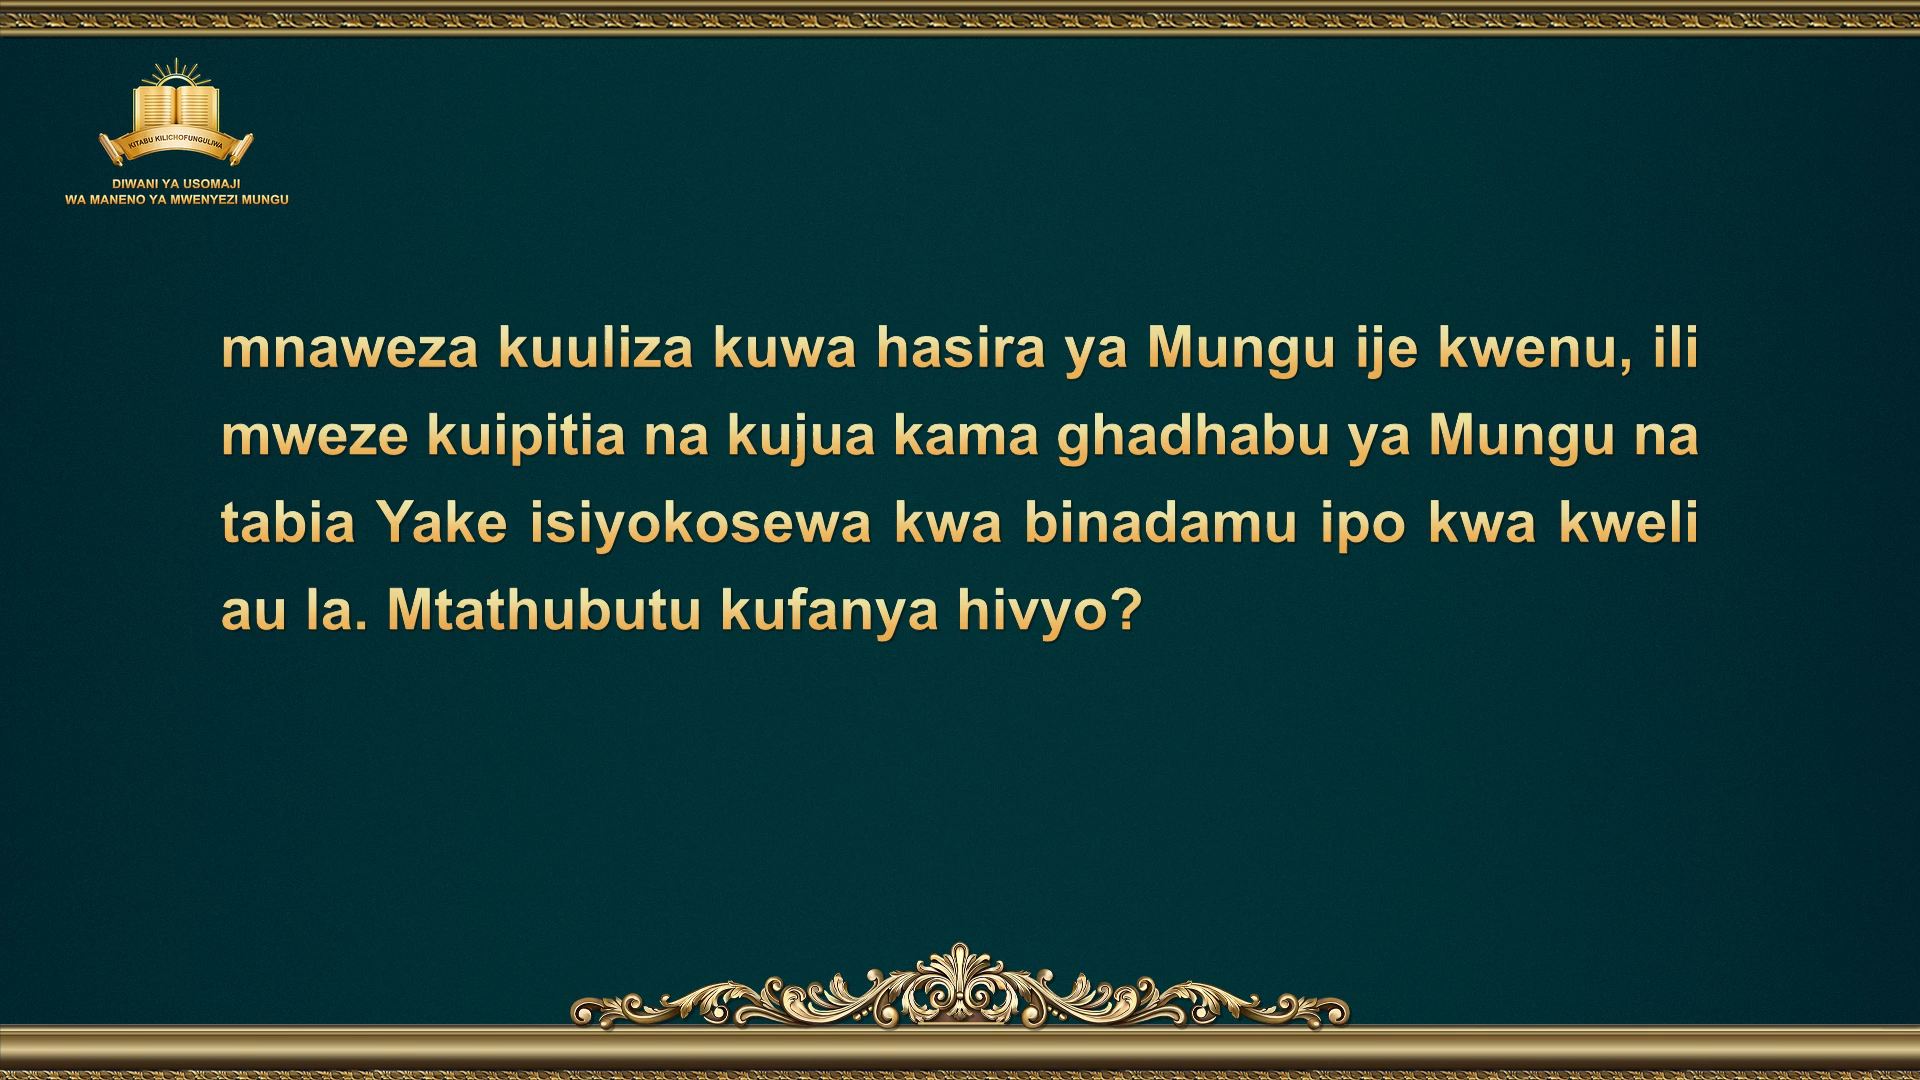 KITABU KILICHOFUNGULIWA
DIWANI YA USOMAJI
WA MANENO YA MWENYEZI MUNGU
mnaweza kuuliza kuwa hasira ya Mungu ije kwenu, ili
mweze kuipitia na kujua kama ghadhabu ya Mungu na
tabia Yake isiyokosewa kwa binadamu ipo kwa kweli
au la. Mtathubutu kufanya hivyo?